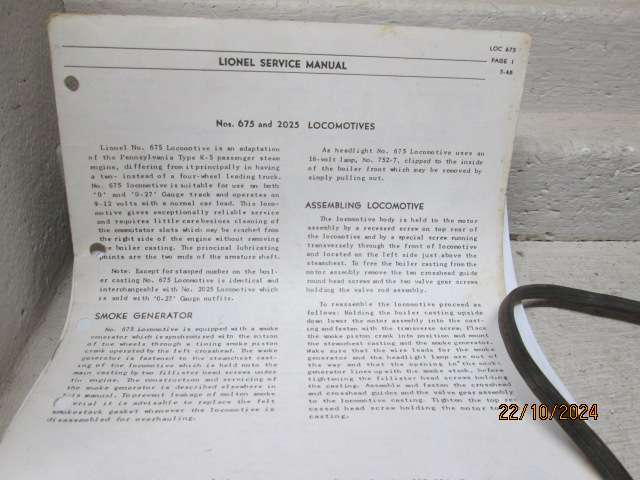 LOC 675
LIONEL SERVICE MANUAL
PAGE 1
5-48
Nos. 675 and 2025 LOCOMOTIVES
Lionel No. 675 Locomotive is an adaptation
of the Pennsylvania Type K-5 passenger steam
engine, differing from it principally in having
a two- instead of a four-wheel leading truck.
No. 675 locomotive is suitable for use on both
'O' and 'O-27' Gauge track and operates on
9-12 volts with a normal car load. This loco-
motive gives exceptionally reliable service
and requires little care besides cleaning of
the commutator slots which may be reached from
the right side of the engine without removing
boiler casting. The principal lubricating
points are the two ends of the armature shaft.
Note: Except for stamped number on the boil-
er casting No. 675 Locomotive is identical and
interchangeable with No. 2025 Locomotive which
is sold with 'O-27' Gauge outfits.
SMOKE GENERATOR
No. 675 Locomotive is equipped with a smoke
generator which is synchronized with the motion
of the wheels through a timing smoke piston
crank operated by the left crosshead. The smoke
generator is fastened to the steamchest cast-
ing of the locomotive which is held onto the
main casting by two fillister head screws under
the engine. The construction and servicing of
the smoke generator is described elsewhere in
this manual. To prevent leakage of molten smoke
material it is advisable to replace the felt
smokestack gasket whenever the locomotive is
disassembled for overhauling.
As headlight No. 675 Locomotive uses an
16-volt lamp, No. 752-7, clipped to the inside
of the boiler front which may be removed by
simply pulling out.
ASSEMBLING LOCOMOTIVE
The locomotive body is held to the motor
assembly by a recessed screw on top rear of
the locomotive and by a special screw running
transversely through the front of locomotive
and located on the left side just above the
steamchest. To free the boiler casting from the
motor assembly remove the two crosshead guide
round head screws and the two valve gear screws
holding the valve rod assembly.
To reassemble the locomotive proceed as
follows: Holding the boiler casting upside
down lower the motor assembly into the cast-
ing and fasten with the transverse screw. Place
the smoke piston crank into position and mount
the steamchest casting and the smoke generator.
Make sure that the wire leads for the smoke
generator and the headlight lamp are out of
the way and that the opening in the smoke
generator lines up with the smoke stack, before
tightening the fillister head screws holding
the casting. Assemble and fasten the crosshead
and crosshead guides and the valve gear assembly
to the locomotive casting. Tighten the top re-
cessed head screw holding the motor to
casting.
22/10/2024